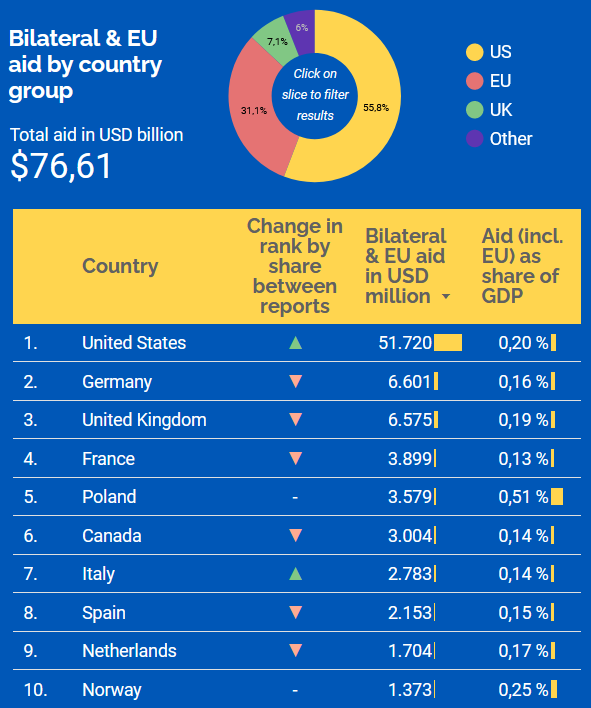 Bilateral & EU
aid by country
group
Total aid in USD billion
$76,61
6%
7,1%
31,1%
55,8%
Click on
slice to filter
results
US
EU
UK
Other
Country
Change in
rank by
share
between
reports
Bilateral
& EU aid
in USD
million
Aid (incl.
EU) as
share of
GDP
1. United States 51.720 0,20 %
2. Germany 6.601 0,16 %
3. United Kingdom 6.575 0,19 %
4. France 3.899 0,13 %
5. Poland - 3.579 0,51 %
6. Canada 3.004 0,14 %
7. Italy 2.783 0,14 %
8. Spain 2.153 0,15 %
9. Netherlands 1.704 0,17 %
10. Norway - 1.373 0,25 %